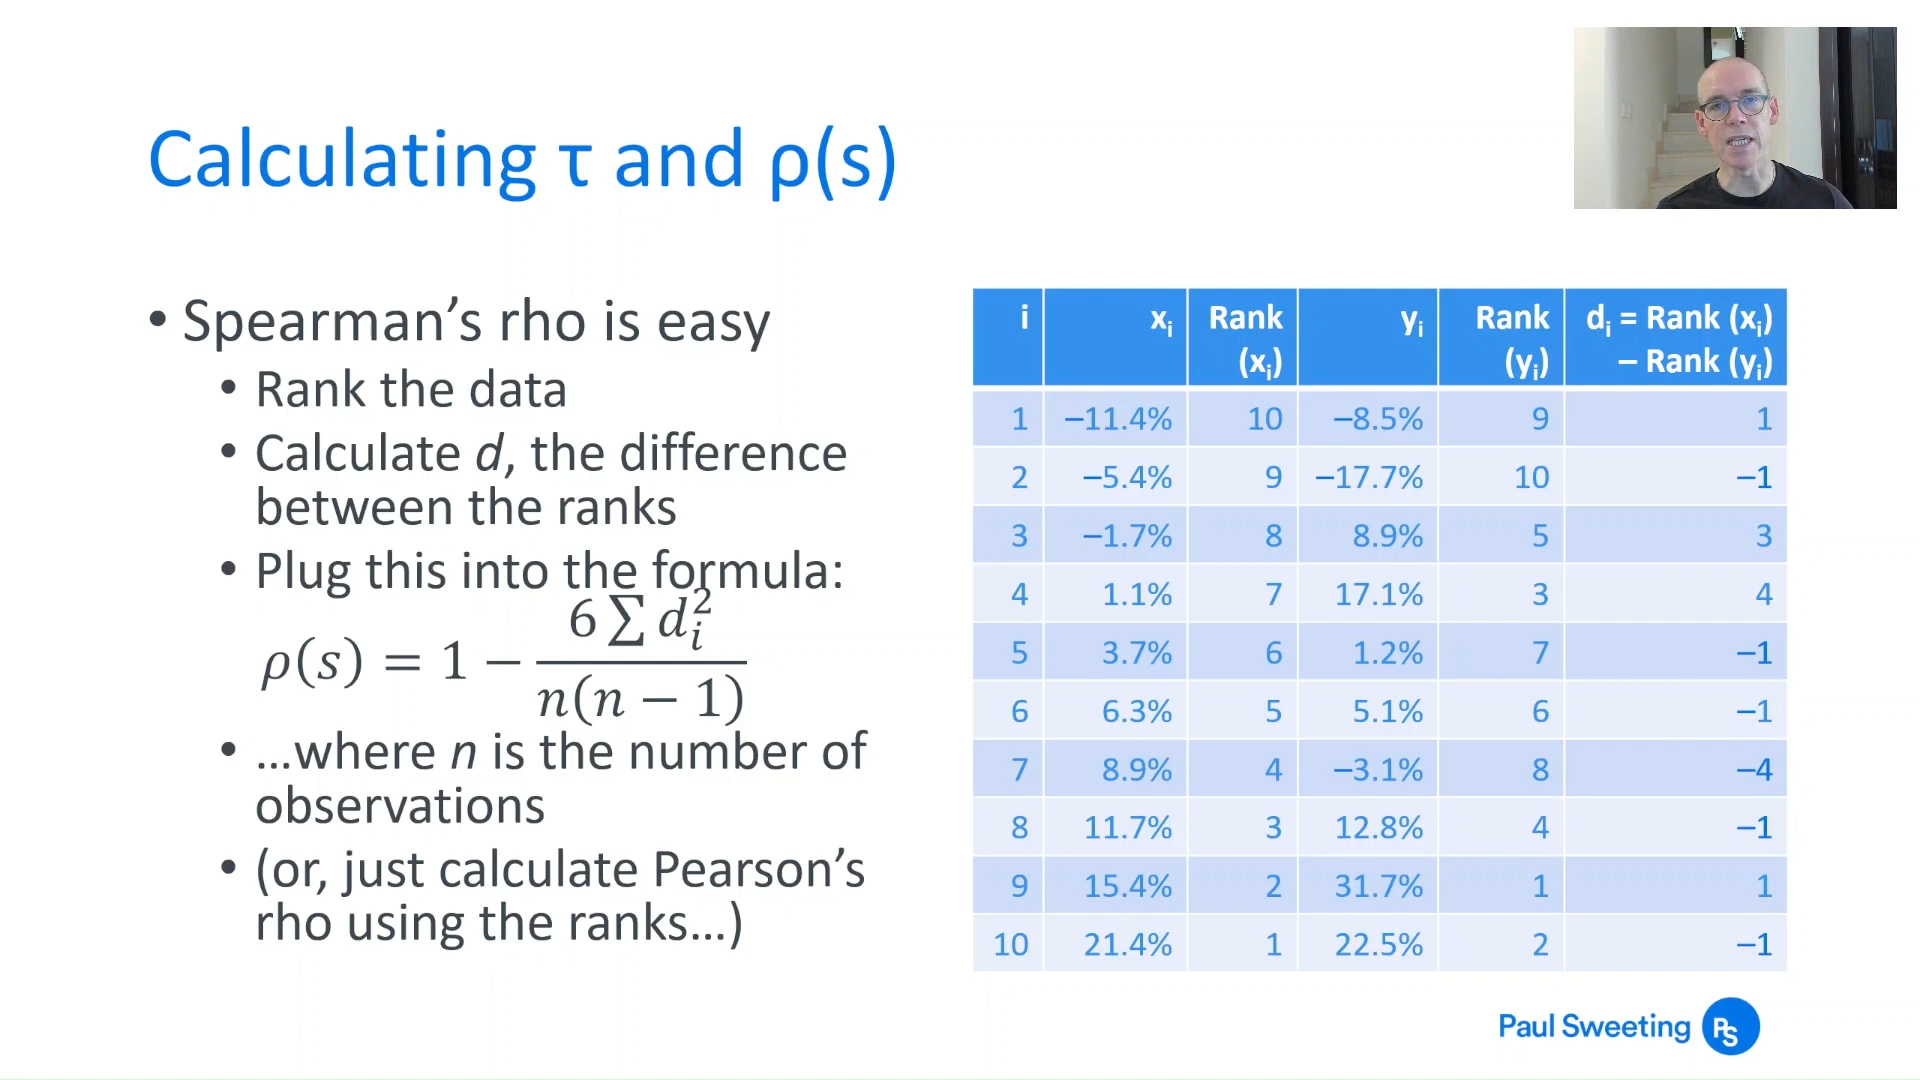 Calculating τ and ρ(s)
• Spearman’s rho is easy
• Rank the data
• Calculate d, the difference
between the ranks
• Plug this into the formula:
ρ(s) = 1 − 6 ∑ d_i^2 / n(n − 1)
• …where n is the number of
observations
• (or, just calculate Pearson’s
rho using the ranks…)
i x_i Rank (x_i) y_i Rank (y_i) d_i = Rank (x_i) – Rank (y_i)
1 –11.4% 10 –8.5% 9 1
2 –5.4% 9 –17.7% 10 –1
3 –1.7% 8 8.9% 5 3
4 1.1% 7 17.1% 3 4
5 3.7% 6 1.2% 7 –1
6 6.3% 5 5.1% 6 –1
7 8.9% 4 –3.1% 8 –4
8 11.7% 3 12.8% 4 –1
9 15.4% 2 31.7% 1 1
10 21.4% 1 22.5% 2 –1
Paul Sweeting PS